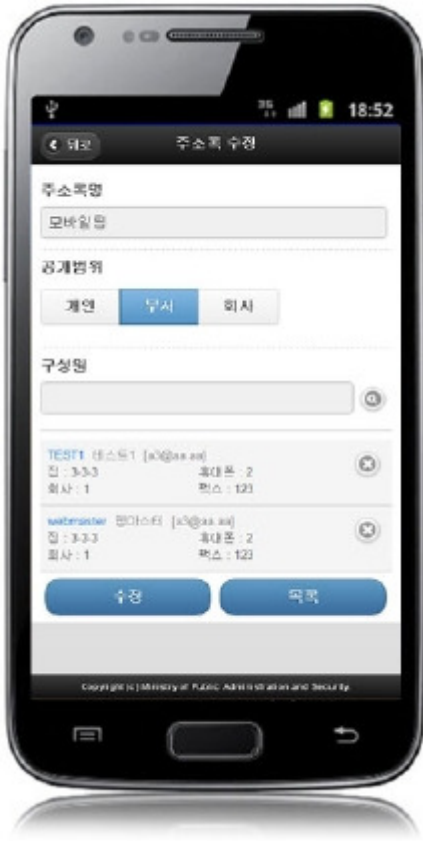 3G
18:52
뒤로
주소록 수정
주소록명
모바일팀
공개범위
개인 부서 회사
구성원
TEST1 테스트1 [a3@aa.aa]
집 : 3-3-3 휴대폰 : 2
회사 : 1 팩스 : 123
webmaster 웹마스터 [a3@aa.aa]
집 : 3-3-3 휴대폰 : 2
회사 : 1 팩스 : 123
수정 목록
Copyright (c) Ministry of Public Administration and Security.